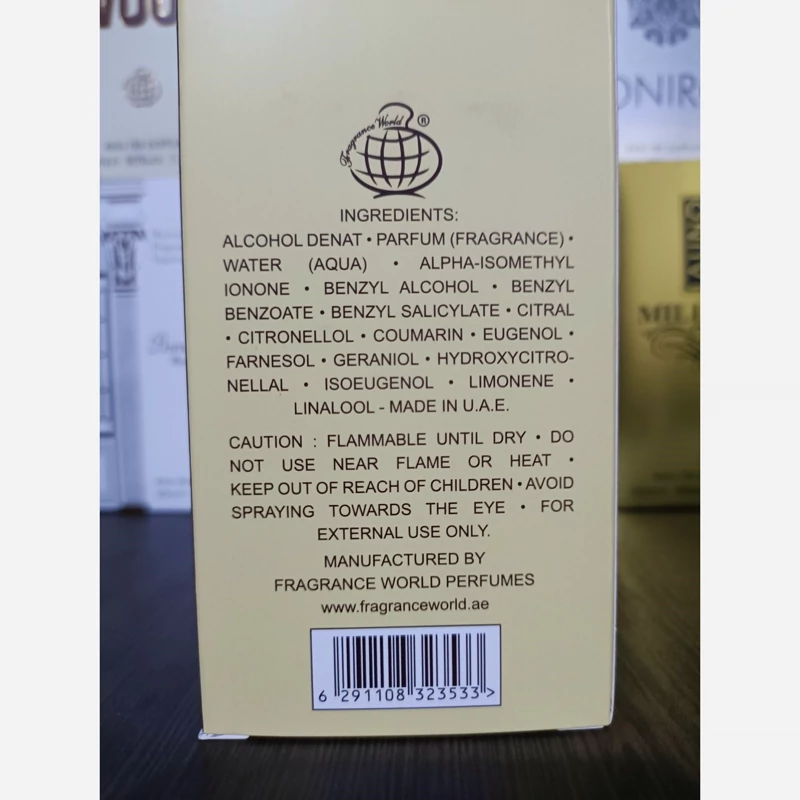 Fragrance World ®
INGREDIENTS:
ALCOHOL DENAT • PARFUM (FRAGRANCE) •
WATER (AQUA) • ALPHA-ISOMETHYL
IONONE • BENZYL ALCOHOL • BENZYL
BENZOATE • BENZYL SALICYLATE • CITRAL
• CITRONELLOL • COUMARIN • EUGENOL •
FARNESOL • GERANIOL • HYDROXYCITRO-
NELLAL • ISOEUGENOL • LIMONENE •
LINALOOL - MADE IN U.A.E.
CAUTION : FLAMMABLE UNTIL DRY • DO
NOT USE NEAR FLAME OR HEAT •
KEEP OUT OF REACH OF CHILDREN • AVOID
SPRAYING TOWARDS THE EYE • FOR
EXTERNAL USE ONLY.
MANUFACTURED BY
FRAGRANCE WORLD PERFUMES
www.fragranceworld.ae
6 291108 323533 >